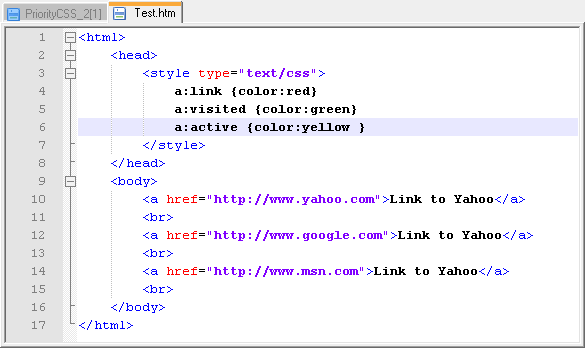 PriorityCSS_2[1] Test.htm
1 <html>
2 <head>
3 <style type="text/css">
4 a:link {color:red}
5 a:visited {color:green}
6 a:active {color:yellow }
7 </style>
8 </head>
9 <body>
10 <a href="http://www.yahoo.com">Link to Yahoo</a>
11 <br>
12 <a href="http://www.google.com">Link to Yahoo</a>
13 <br>
14 <a href="http://www.msn.com">Link to Yahoo</a>
15 <br>
16 </body>
17 </html>